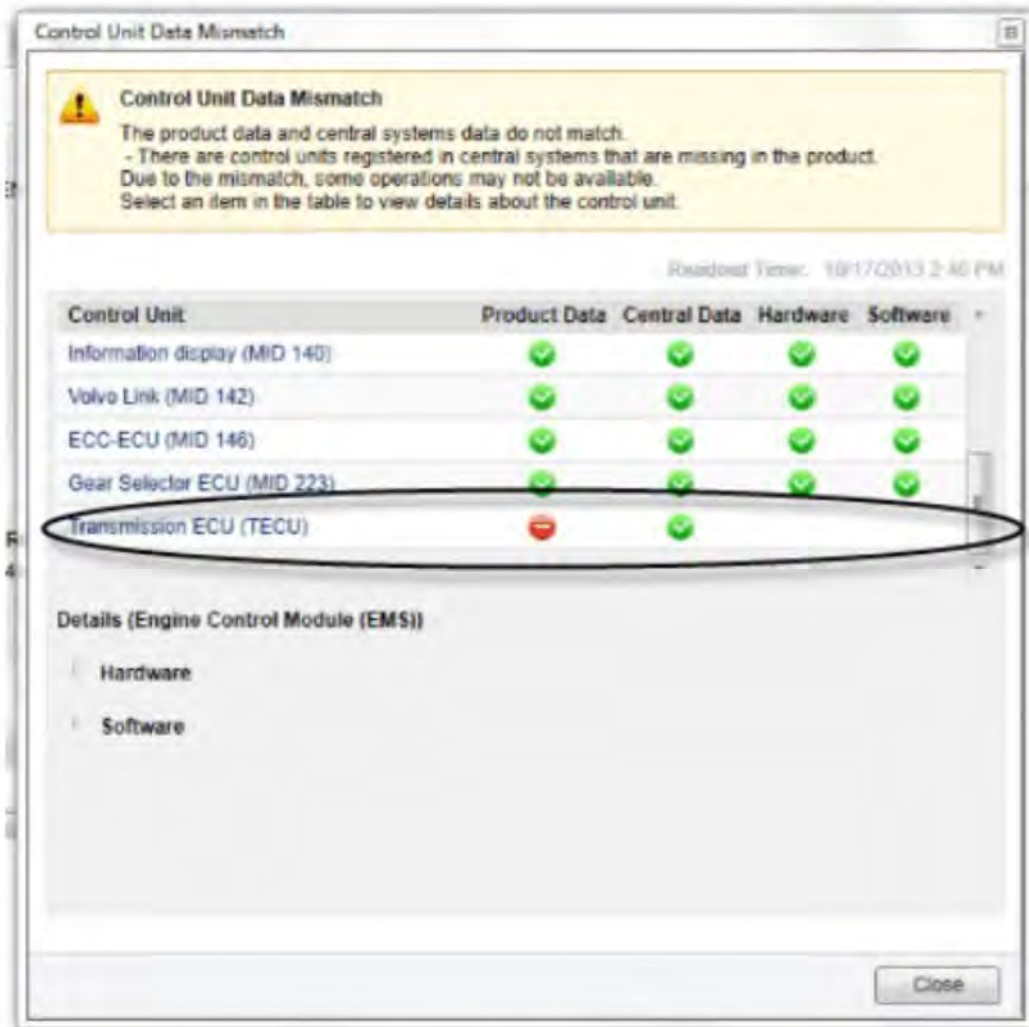 Control Unit Data Mismatch
Control Unit Data Mismatch
The product data and central systems data do not match.
- There are control units registered in central systems that are missing in the product.
Due to the mismatch, some operations may not be available.
Select an item in the table to view details about the control unit.
Readout Time: 10/17/2013 2:46 PM
Control Unit Product Data Central Data Hardware Software
Information display (MID 140)
Volvo Link (MID 142)
ECC-ECU (MID 146)
Gear Selector ECU (MID 223)
Transmission ECU (TECU)
Details (Engine Control Module (EMS))
Hardware
Software
Close